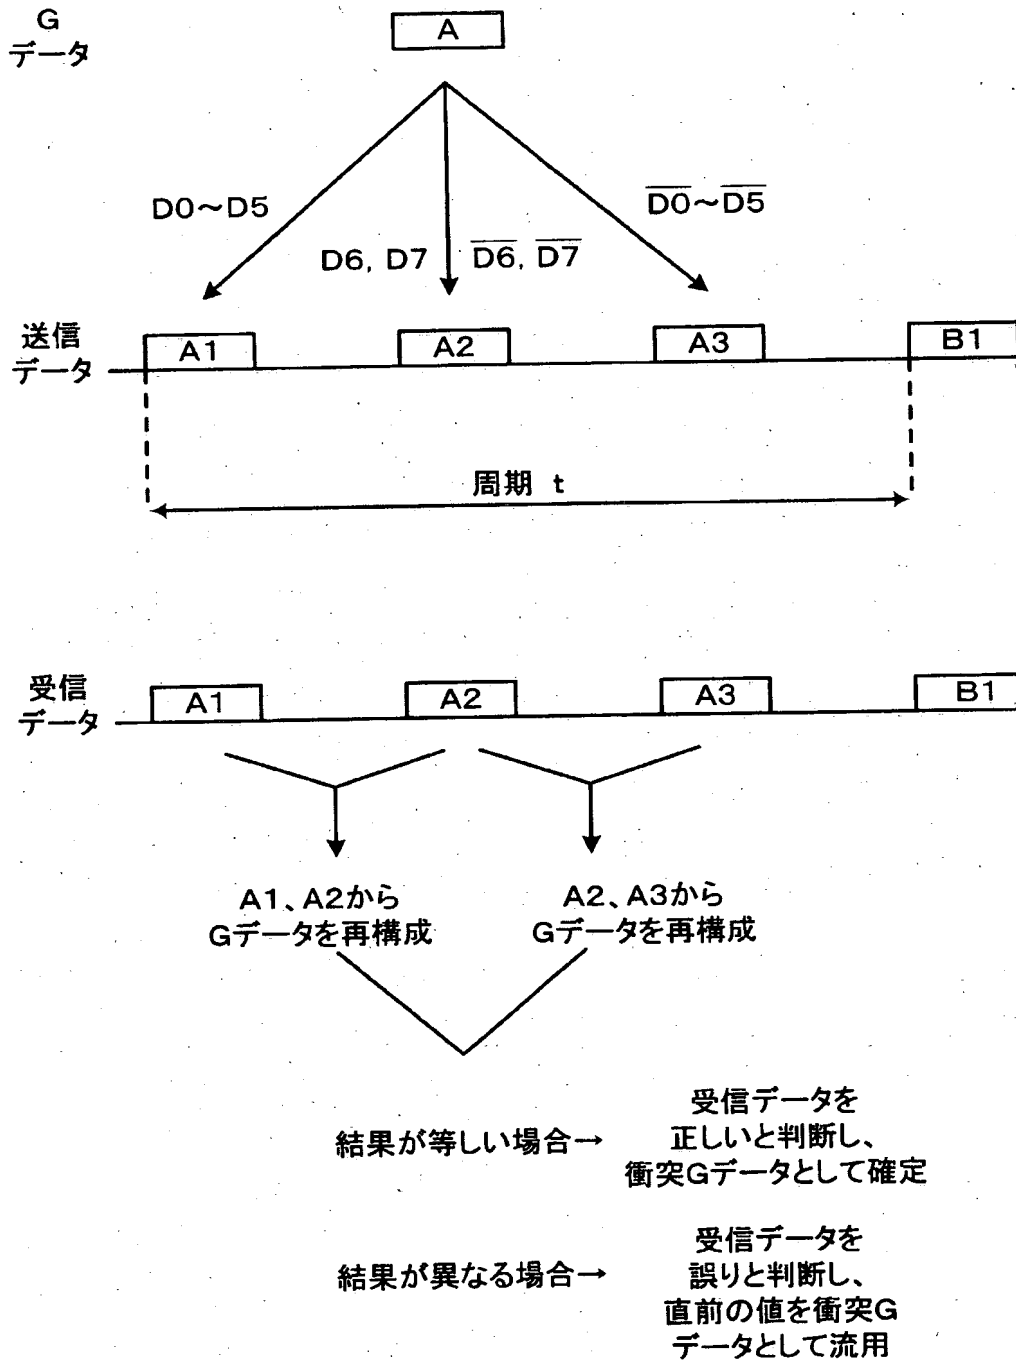 G
データ
A
D0～D5
D6, D7
D6̅, D7̅
D0̅～D5̅
送信
データ
A1
A2
A3
B1
周期 t
受信
データ
A1
A2
A3
B1
A1、A2から
Gデータを再構成
A2、A3から
Gデータを再構成
結果が等しい場合→
受信データを
正しいと判断し、
衝突Gデータとして確定
結果が異なる場合→
受信データを
誤りと判断し、
直前の値を衝突G
データとして流用